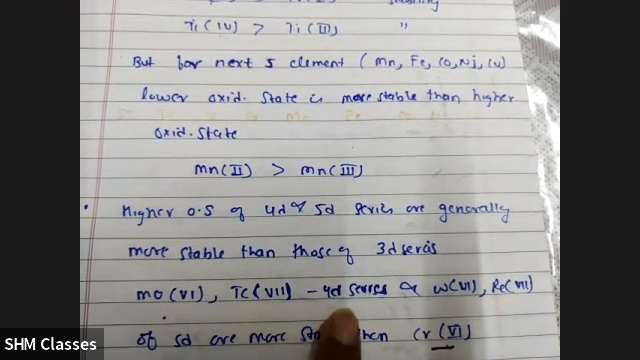 stability
Ti (IV) > Ti (II) "
But for next 5 element ( Mn, Fe, Co, Ni, Cu)
lower oxid. State is more stable than higher
oxid. State
Mn (II) > Mn (III)
• Higher O.S of 4d & 5d series are generally
more stable than those of 3d series
Mo (VI), Tc (VII) – 4d series & W(VI), Re(VII)
of 5d are more than Cr (VI)
SHM Classes